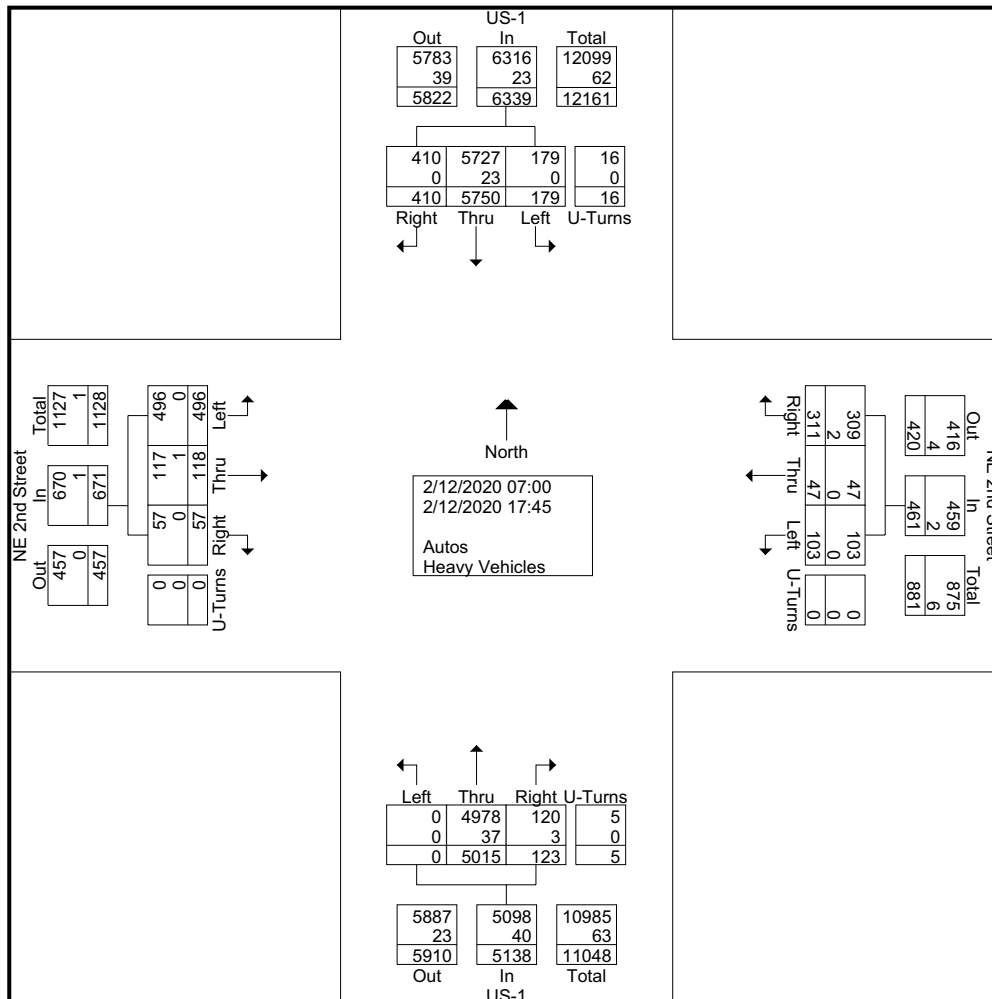 US-1
Out In Total
5783 6316 12099
39 23 62
5822 6339 12161
410 5727 179 16
0 23 0 0
410 5750 179 16
Right Thru Left U-Turns
NE 2nd Street
Total In Out
1127 670 457
1 1 0
1128 671 457
496 117 57 0
0 1 0 0
496 118 57 0
Left Thru Right U-Turns
North
2/12/2020 07:00
2/12/2020 17:45
Autos
Heavy Vehicles
Right Thru Left U-Turns
311 47 103 0
2 0 0 0
309 47 103 0
Out In Total
416 459 875
4 2 6
420 461 881
NE 2nd Street
Left Thru Right U-Turns
0 4978 120 5
0 37 3 0
0 5015 123 5
5887 5098 10985
23 40 63
5910 5138 11048
Out In Total
US-1